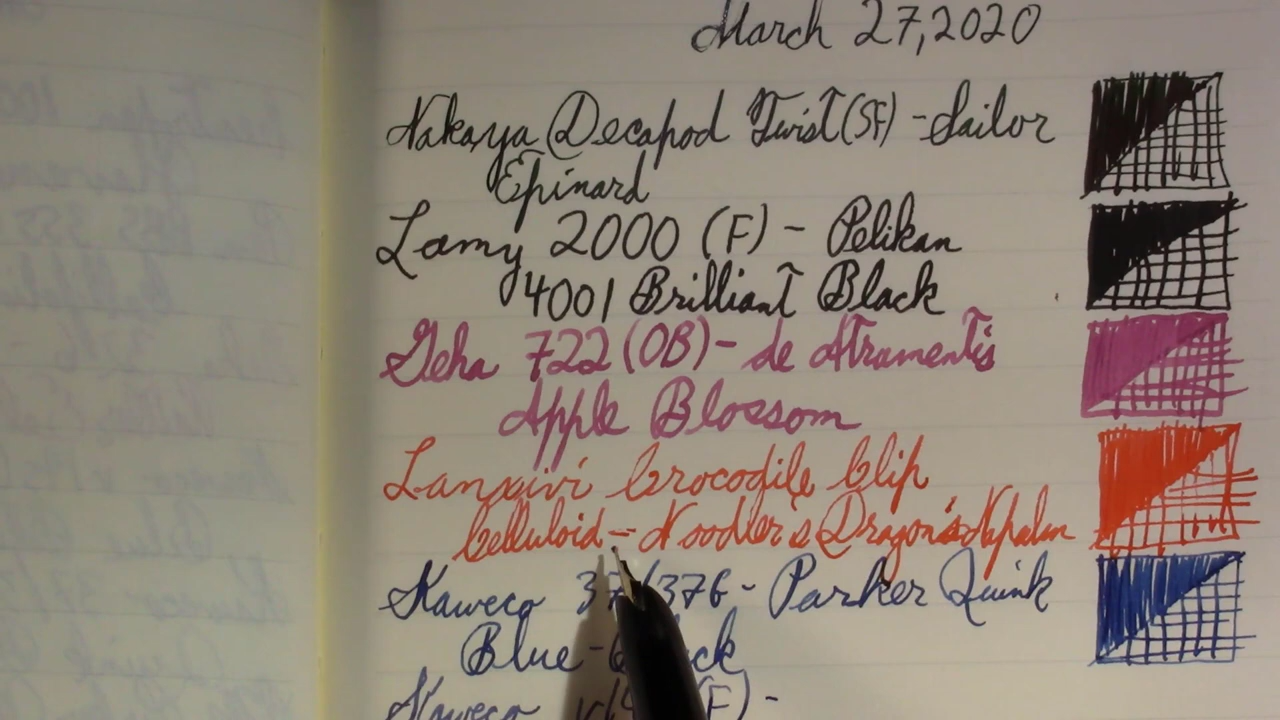 March 27, 2020
Nakaya Decapod Twist (SF) - Sailor
Epinard
Lamy 2000 (F) - Pelikan
4001 Brilliant Black
Geha 722 (OB) - de Atramentis
Apple Blossom
Lanxivi Crocodile Clip
Celluloid - Noodler's Dragon's Napalm
Kaweco 376 - Parker Quink
Blue-
Kaweco (F) -